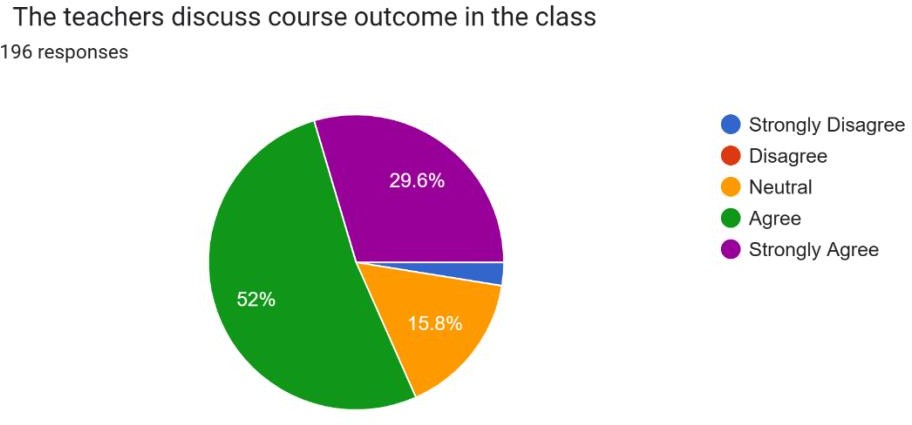 The teachers discuss course outcome in the class
196 responses
Strongly Disagree
Disagree
Neutral
Agree
Strongly Agree
29.6%
52%
15.8%